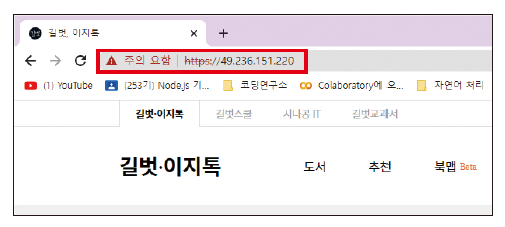 길벗, 이지톡
주의 요함 https://49.236.151.220
(1) YouTube (253기) Node.js 기... 코딩연구소 Colaboratory에 오... 자연어 처리
길벗·이지톡 길벗스쿨 시나공 IT 길벗교과서
길벗·이지톡 도서 추천 북맵 Beta